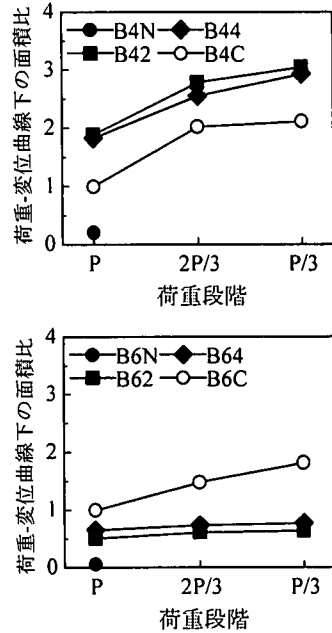 B4N B44
B42 B4C
荷重-変位曲線下の面積比
4
3
2
1
0
P 2P/3 P/3
荷重段階
B6N B64
B62 B6C
荷重-変位曲線下の面積比
4
3
2
1
0
P 2P/3 P/3
荷重段階